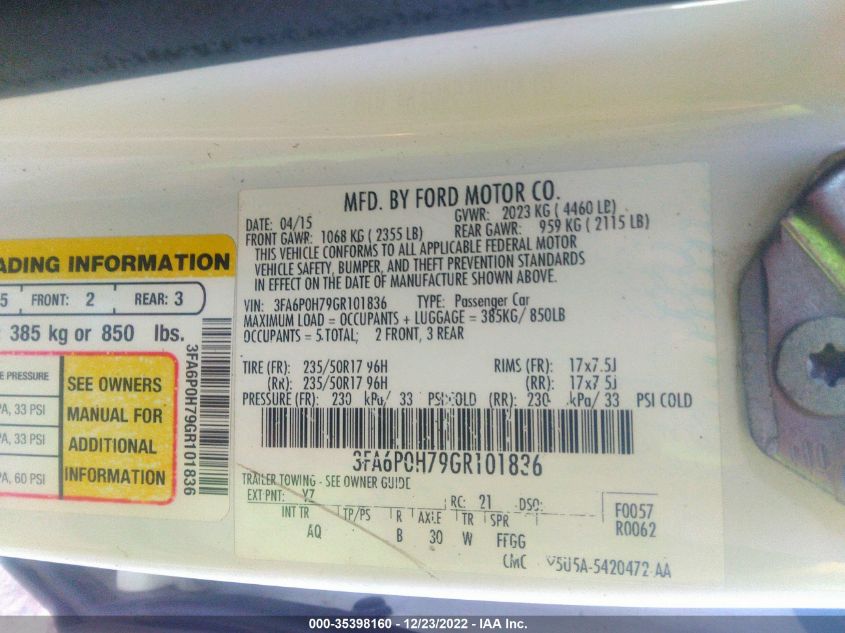 MFD. BY FORD MOTOR CO.
DATE: 04/15 GVWR: 2023 KG ( 4460 LB)
FRONT GAWR: 1068 KG ( 2355 LB) REAR GAWR: 959 KG ( 2115 LB)
THIS VEHICLE CONFORMS TO ALL APPLICABLE FEDERAL MOTOR
VEHICLE SAFETY, BUMPER, AND THEFT PREVENTION STANDARDS
IN EFFECT ON THE DATE OF MANUFACTURE SHOWN ABOVE.
VIN: 3FA6P0H79GR101836 TYPE: Passenger Car
MAXIMUM LOAD = OCCUPANTS + LUGGAGE = 385KG/ 850LB
OCCUPANTS = 5 TOTAL; 2 FRONT, 3 REAR
TIRE (FR): 235/50R17 96H RIMS (FR): 17x7.5J
(RR): 235/50R17 96H (RR): 17x7.5J
PRESSURE (FR): 230 kPa/ 33 PSI COLD (RR): 230 kPa/ 33 PSI COLD
3FA6P0H79GR101836
TRAILER TOWING - SEE OWNER GUIDE
EXT PNT: YZ RC: 21 DSO: F0057
INT TR TP/PS R AXLE TR SPR R0062
AQ B 30 W FFGG
CMC V5U5A-5420472-AA
ADING INFORMATION
5 FRONT: 2 REAR: 3
: 385 kg or 850 lbs.
E PRESSURE
PA, 33 PSI
PA, 33 PSI
PA, 60 PSI
SEE OWNERS
MANUAL FOR
ADDITIONAL
INFORMATION
3FA6P0H79GR101836
000-35398160 - 12/23/2022 - IAA Inc.